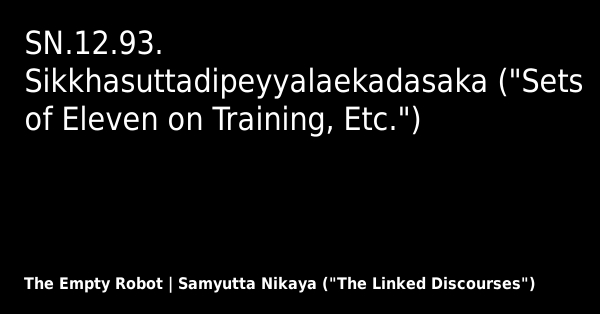 SN.12.93.
Sikkhasuttadipeyyalaekadasaka ("Sets
of Eleven on Training, Etc.")
The Empty Robot | Samyutta Nikaya ("The Linked Discourses")